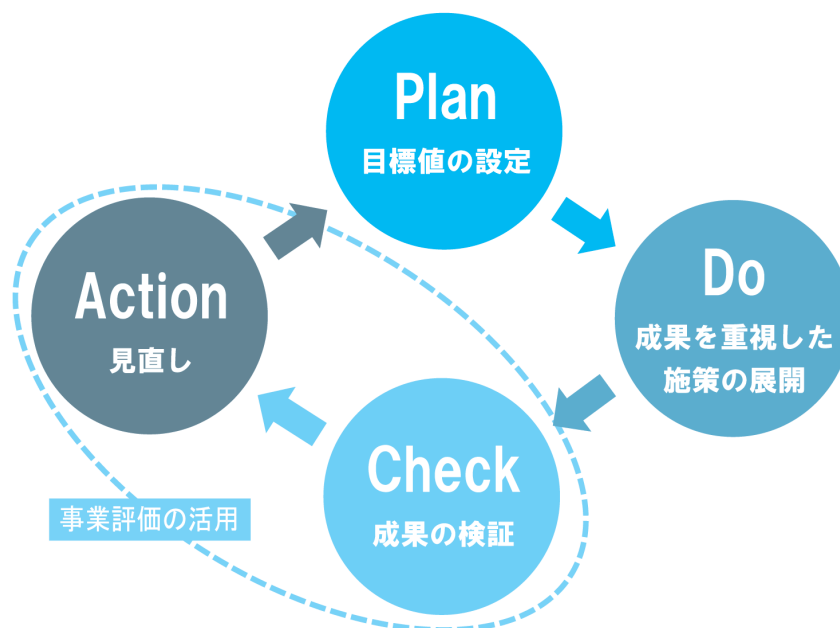 Plan
目標値の設定
Do
成果を重視した
施策の展開
Check
成果の検証
Action
見直し
事業評価の活用